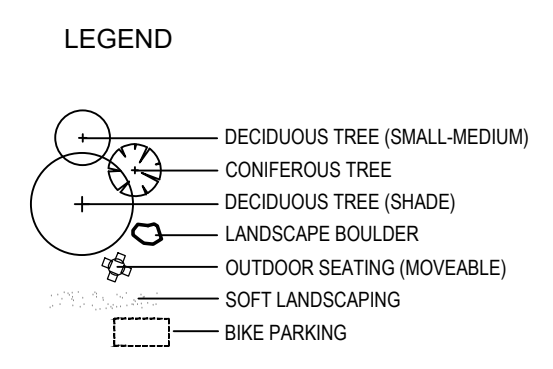 LEGEND
DECIDUOUS TREE (SMALL-MEDIUM)
CONIFEROUS TREE
DECIDUOUS TREE (SHADE)
LANDSCAPE BOULDER
OUTDOOR SEATING (MOVEABLE)
SOFT LANDSCAPING
BIKE PARKING